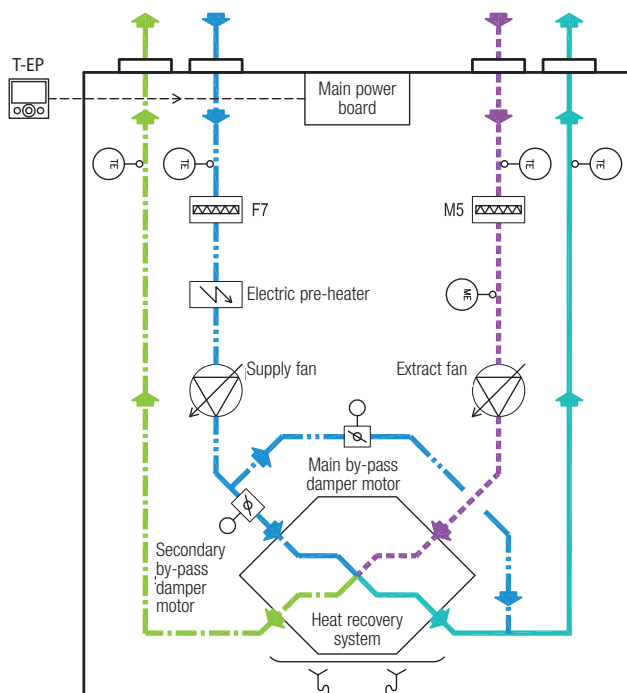 T-EP
Main power
board
TE
TE
TE
TE
F7
M5
Electric pre-heater
ME
Supply fan
Extract fan
Main by-pass
damper motor
Secondary
by-pass
damper
motor
Heat recovery
system